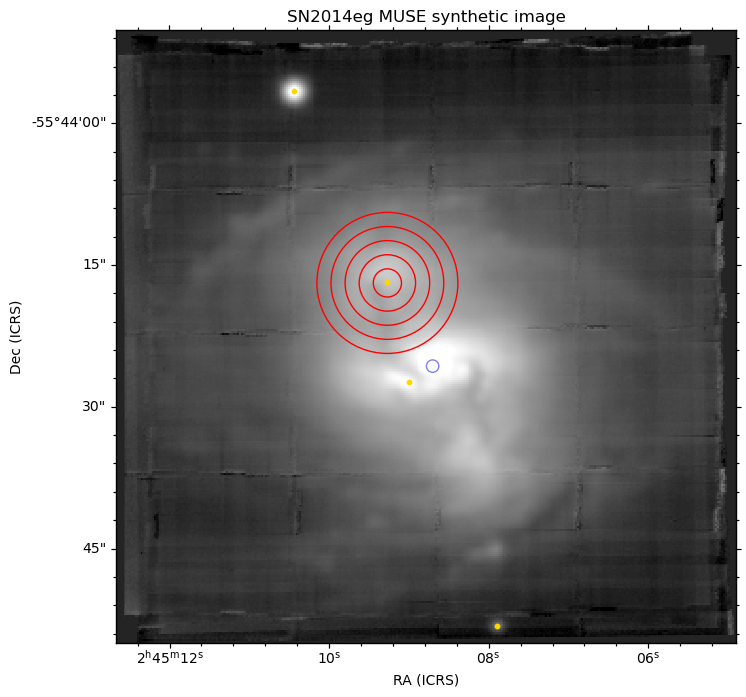 SN2014eg MUSE synthetic image
-55°44'00"
15"
30"
45"
Dec (ICRS)
2h45m12s 10s 08s 06s
RA (ICRS)